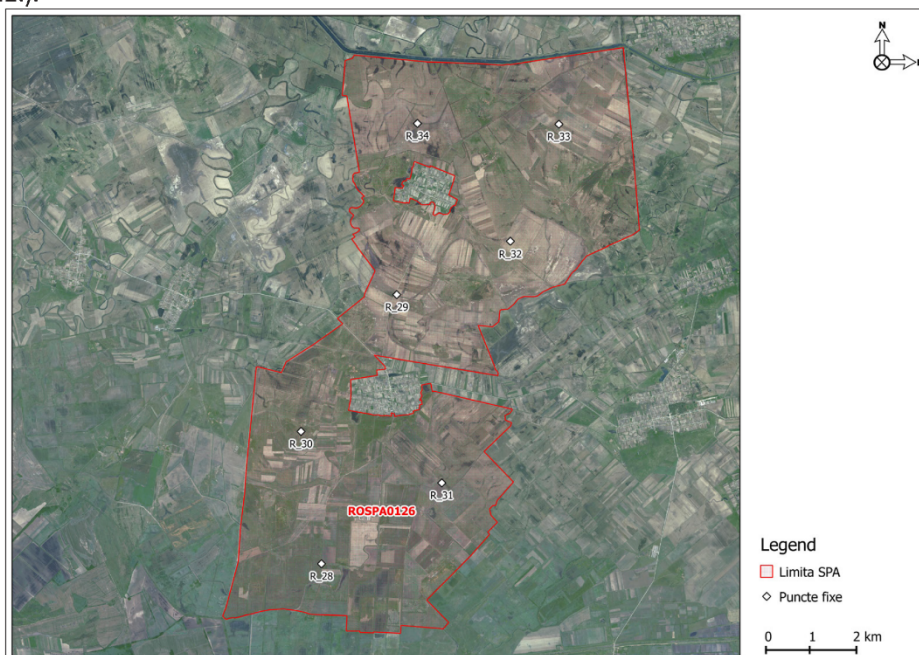 N
R_34
R_33
R_32
R_29
R_30
R_31
ROSPA0126
R_28
Legend
Limita SPA
Puncte fixe
0 1 2 km